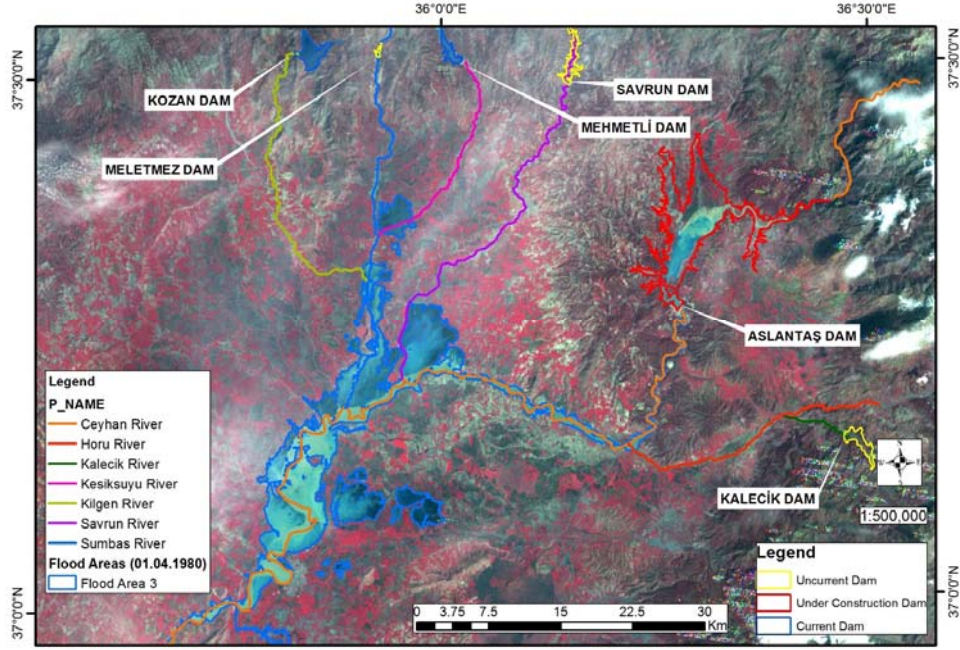 36°0'0"E
36°30'0"E
37°30'0"N
37°30'0"N
KOZAN DAM
SAVRUN DAM
MEHMETLİ DAM
MELETMEZ DAM
ASLANTAŞ DAM
Legend
P_NAME
Ceyhan River
Horu River
Kalecik River
Kesiksuyu River
Kilgen River
Savrun River
Sumbas River
Flood Areas (01.04.1980)
Flood Area 3
KALECİK DAM
1:500,000
Legend
Uncurrent Dam
Under Construction Dam
Current Dam
0 3.75 7.5 15 22.5 30
Km
37°0'0"N
37°0'0"N